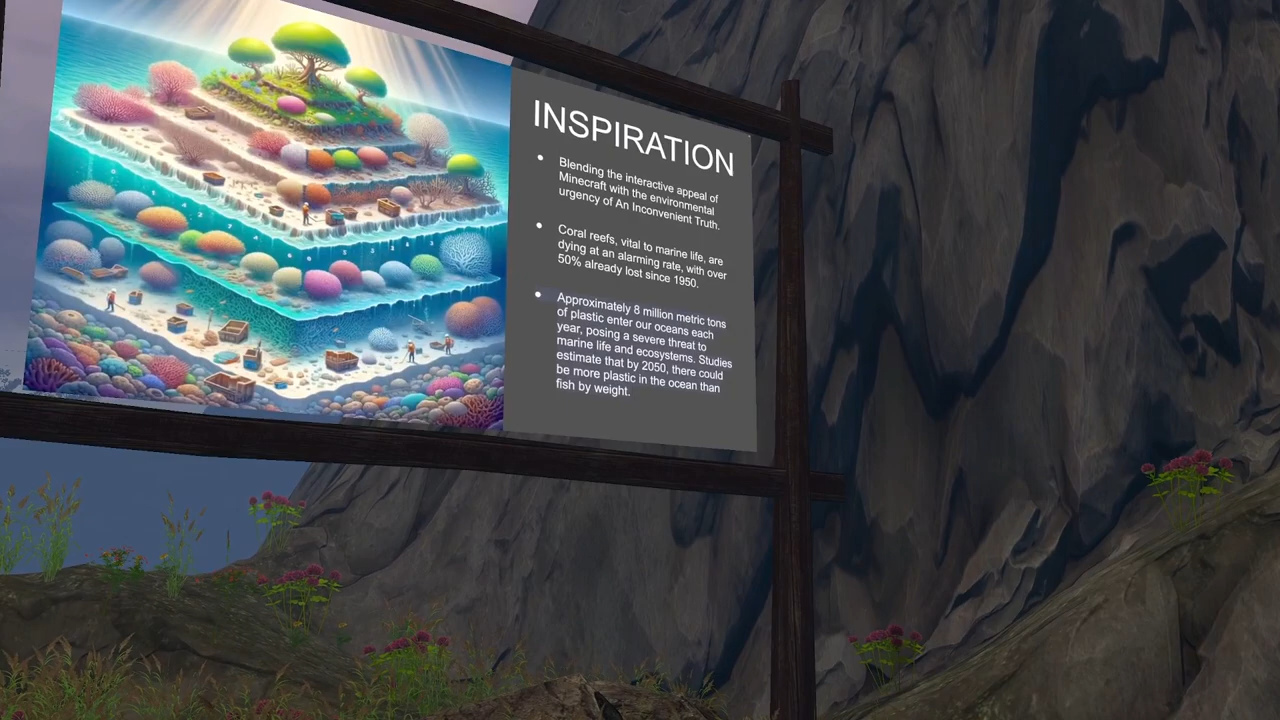 INSPIRATION
• Blending the interactive appeal of
Minecraft with the environmental
urgency of An Inconvenient Truth.
• Coral reefs, vital to marine life, are
dying at an alarming rate, with over
50% already lost since 1950.
• Approximately 8 million metric tons
of plastic enter our oceans each
year, posing a severe threat to
marine life and ecosystems. Studies
estimate that by 2050, there could
be more plastic in the ocean than
fish by weight.